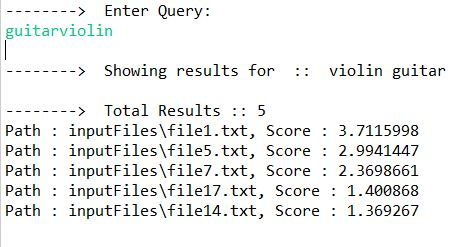 --------> Enter Query:
guitarviolin
--------> Showing results for :: violin guitar
--------> Total Results :: 5
Path : inputFiles\file1.txt, Score : 3.7115998
Path : inputFiles\file5.txt, Score : 2.9941447
Path : inputFiles\file7.txt, Score : 2.3698661
Path : inputFiles\file17.txt, Score : 1.400868
Path : inputFiles\file14.txt, Score : 1.369267